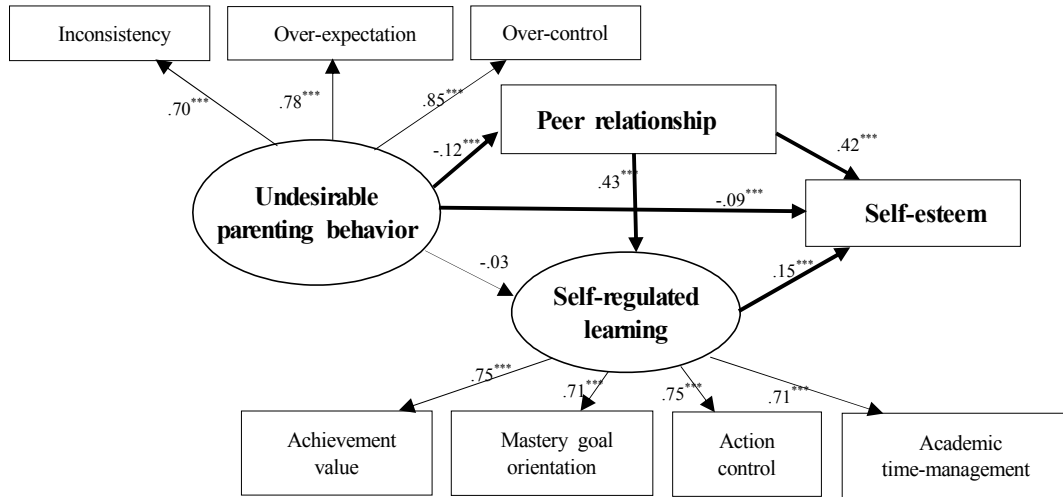 Inconsistency
Over-expectation
Over-control
.70***
.78***
.85***
Peer relationship
-.12***
.42***
.43***
Undesirable
parenting behavior
-.09***
Self-esteem
-.03
Self-regulated
learning
.15***
.75***
.71***
.75***
.71***
Achievement
value
Mastery goal
orientation
Action
control
Academic
time-management